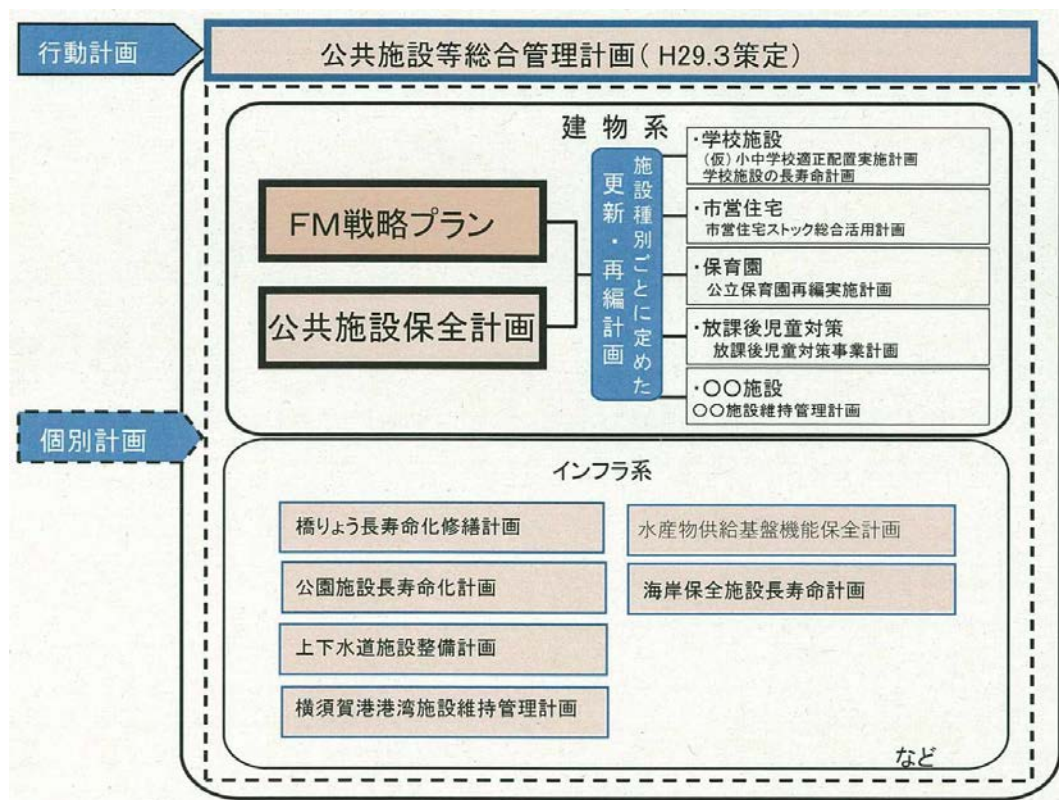 行動計画
公共施設等総合管理計画( H29.3策定)
建 物 系
FM戦略プラン
公共施設保全計画
施設種別ごとに定めた
更新・再編計画
・学校施設
(仮)小中学校適正配置実施計画
学校施設の長寿命計画
・市営住宅
市営住宅ストック総合活用計画
・保育園
公立保育園再編実施計画
・放課後児童対策
放課後児童対策事業計画
・〇〇施設
〇〇施設維持管理計画
個別計画
インフラ系
橋りょう長寿命化修繕計画
公園施設長寿命化計画
上下水道施設整備計画
横須賀港港湾施設維持管理計画
水産物供給基盤機能保全計画
海岸保全施設長寿命計画
など